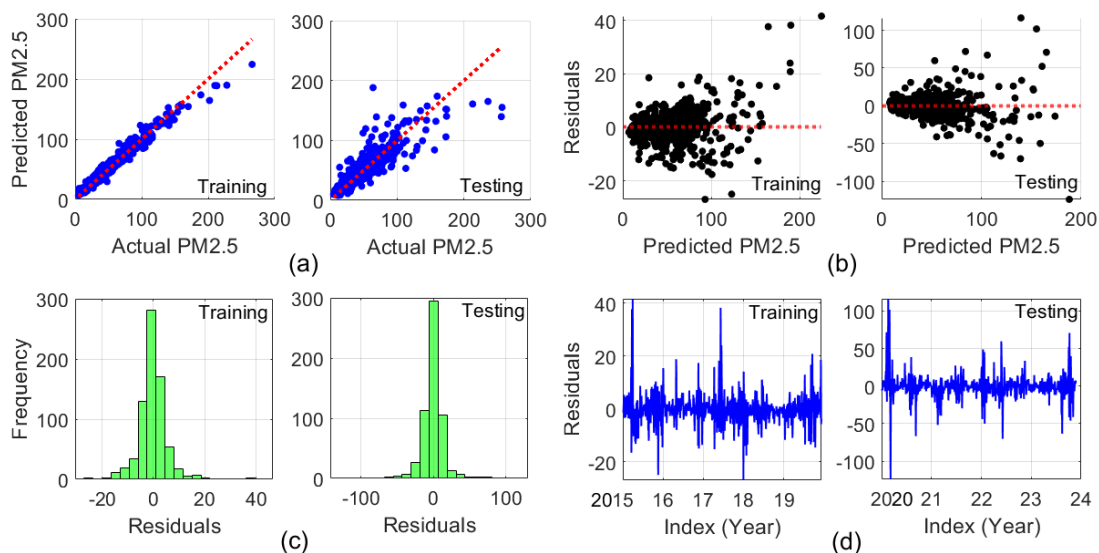 Predicted PM2.5
300
200
100
0
0
100
200
300
Training
Actual PM2.5
300
200
100
0
0
100
200
300
Testing
Actual PM2.5
(a)
Residuals
40
20
0
-20
0
100
200
Training
Predicted PM2.5
100
50
0
-50
-100
0
100
200
Testing
Predicted PM2.5
(b)
Frequency
300
200
100
0
-20
0
20
40
Training
Residuals
300
200
100
0
-100
0
100
Testing
Residuals
(c)
Residuals
40
20
0
-20
2015
16
17
18
19
Training
Index (Year)
100
50
0
-50
-100
2020
21
22
23
24
Testing
Index (Year)
(d)